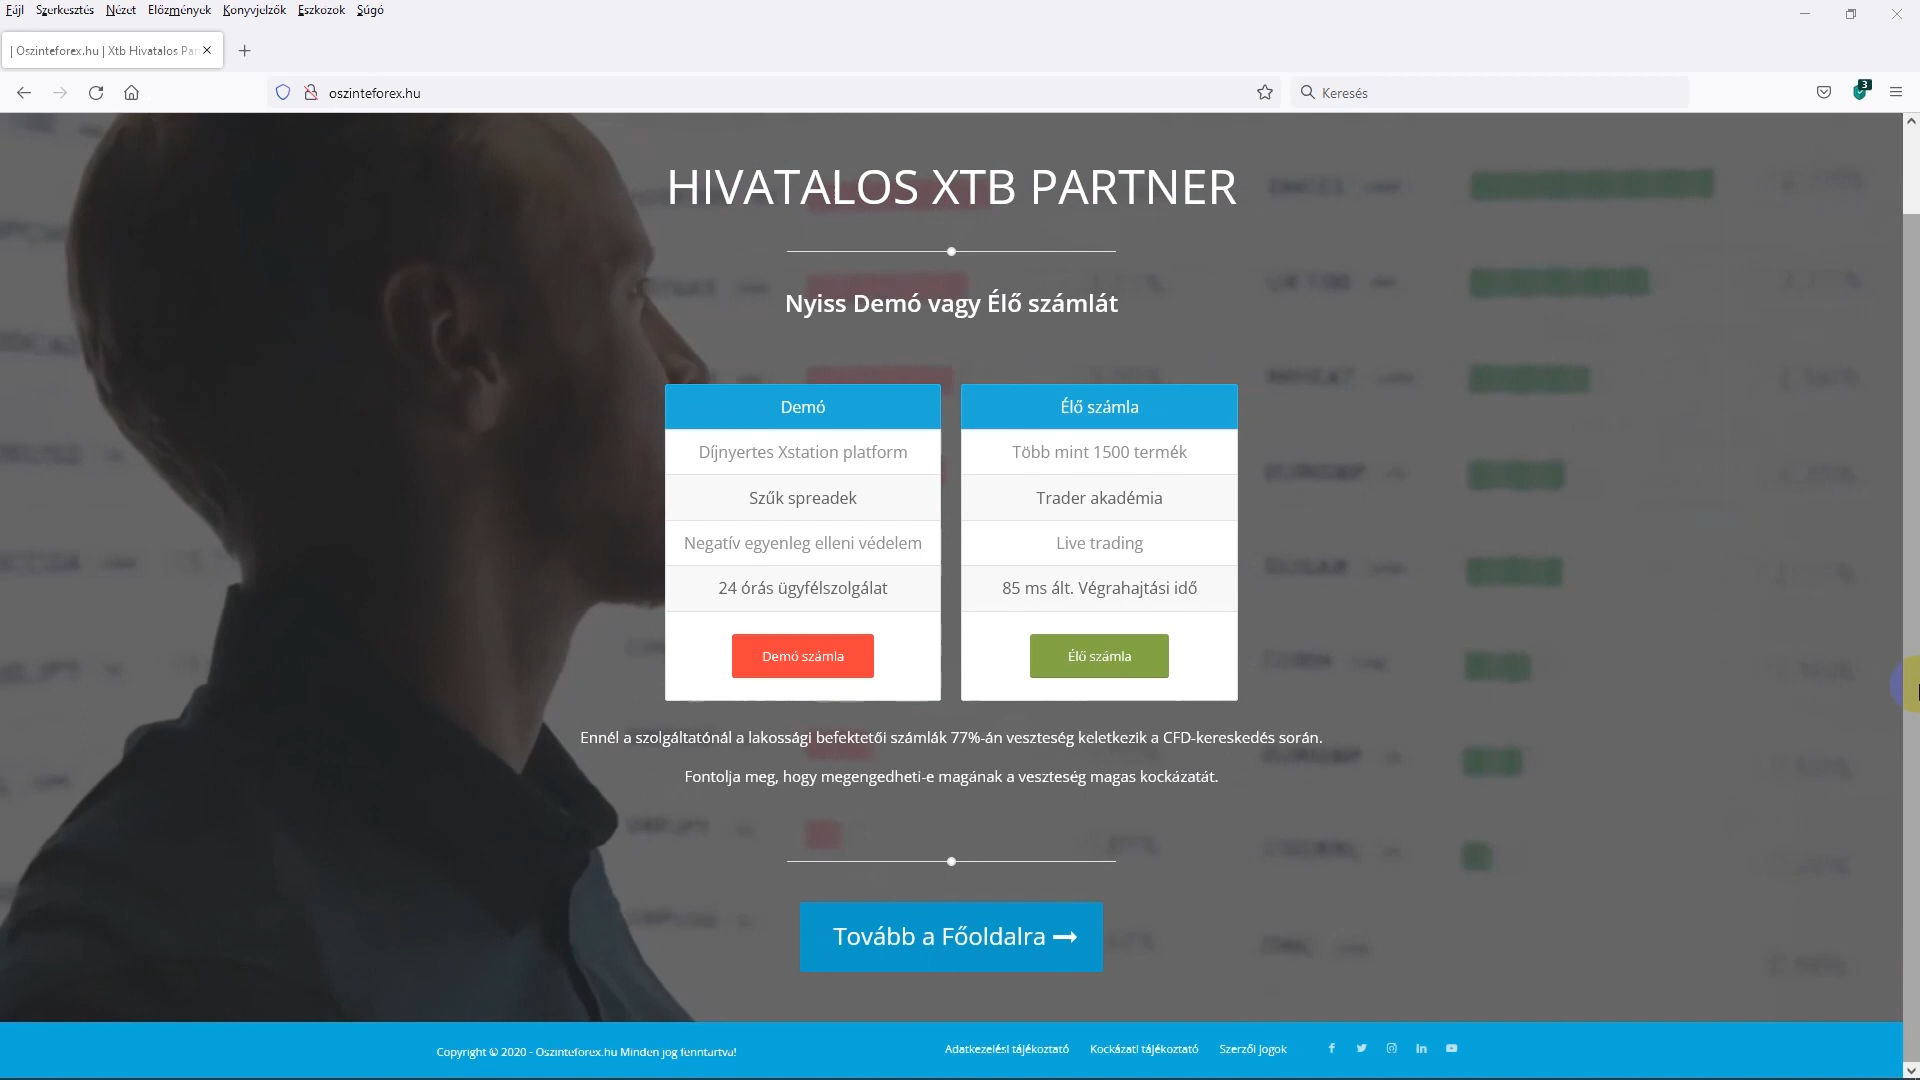 Fájl Szerkesztés Nézet Előzmények Könyvjelzők Eszközök Súgó
| Oszinteforex.hu | Xtb Hivatalos Par
oszinteforex.hu
Keresés
3
HIVATALOS XTB PARTNER
Nyiss Demó vagy Élő számlát
Demó
Díjnyertes Xstation platform
Szűk spreadek
Negatív egyenleg elleni védelem
24 órás ügyfélszolgálat
Demó számla
Élő számla
Több mint 1500 termék
Trader akadémia
Live trading
85 ms ált. Végrahajtási idő
Élő számla
Ennél a szolgáltatónál a lakossági befektetői számlák 77%-án veszteség keletkezik a CFD-kereskedés során.
Fontolja meg, hogy megengedheti-e magának a veszteség magas kockázatát.
Tovább a Főoldalra
Copyright © 2020 - Oszinteforex.hu Minden jog fenntartva!
Adatkezelési tájékoztató Kockázati tájékoztató Szerzői Jogok